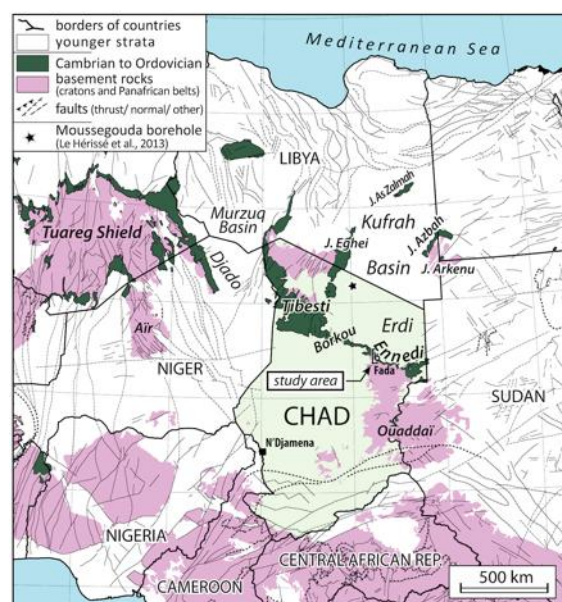 borders of countries
younger strata
Cambrian to Ordovician
basement rocks
(cratons and Panafrican belts)
faults (thrust/ normal/ other)
Moussegouda borehole
(Le Hérissé et al., 2013)
Mediterranean Sea
LIBYA
J. As Zalmah
Murzuq
Basin
Kufrah
J. Azbah
Tuareg Shield
J. Eghei
Basin
J. Arkenu
Djado
Tibesti
Erdi
Aïr
Borkou
Ennedi
NIGER
study area
Fada
SUDAN
CHAD
Ouaddaï
N'Djamena
NIGERIA
CENTRAL AFRICAN REP.
CAMEROON
500 km